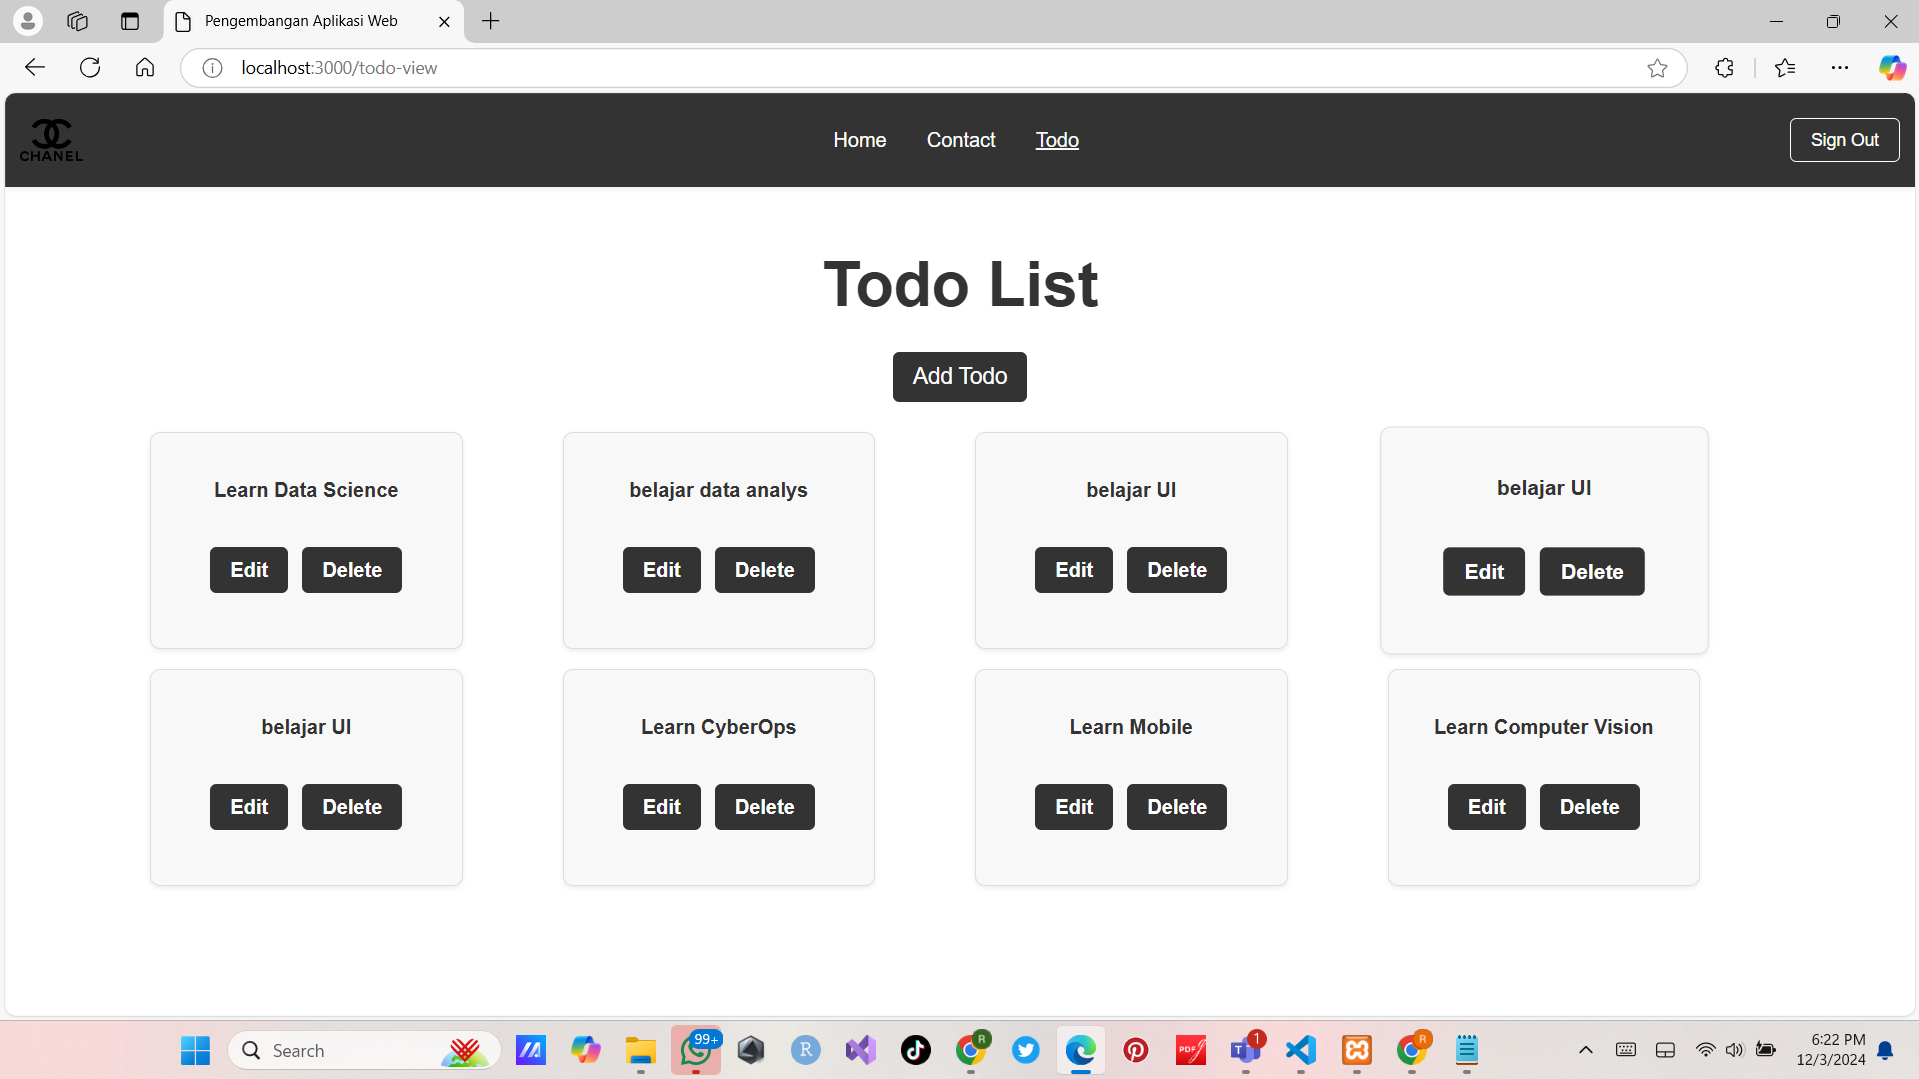 Pengembangan Aplikasi Web
localhost:3000/todo-view
CHANEL
Home Contact Todo
Sign Out
Todo List
Add Todo
Learn Data Science
Edit Delete
belajar data analys
Edit Delete
belajar UI
Edit Delete
belajar UI
Edit Delete
belajar UI
Edit Delete
Learn CyberOps
Edit Delete
Learn Mobile
Edit Delete
Learn Computer Vision
Edit Delete
Search
99+
R
R
PDF
T
1
R
6:22 PM
12/3/2024